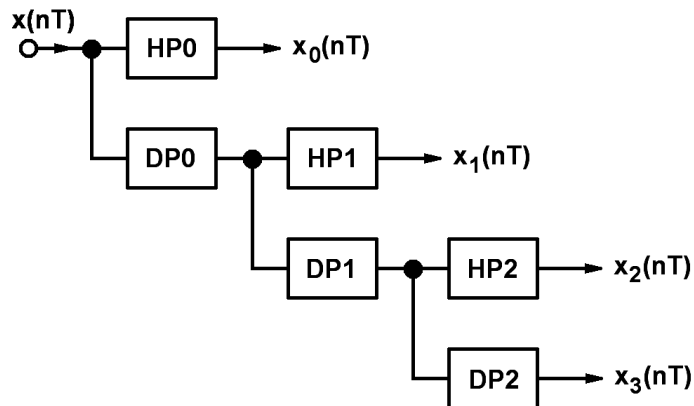 x(nT)
HP0
x₀(nT)
DP0
HP1
x₁(nT)
DP1
HP2
x₂(nT)
DP2
x₃(nT)